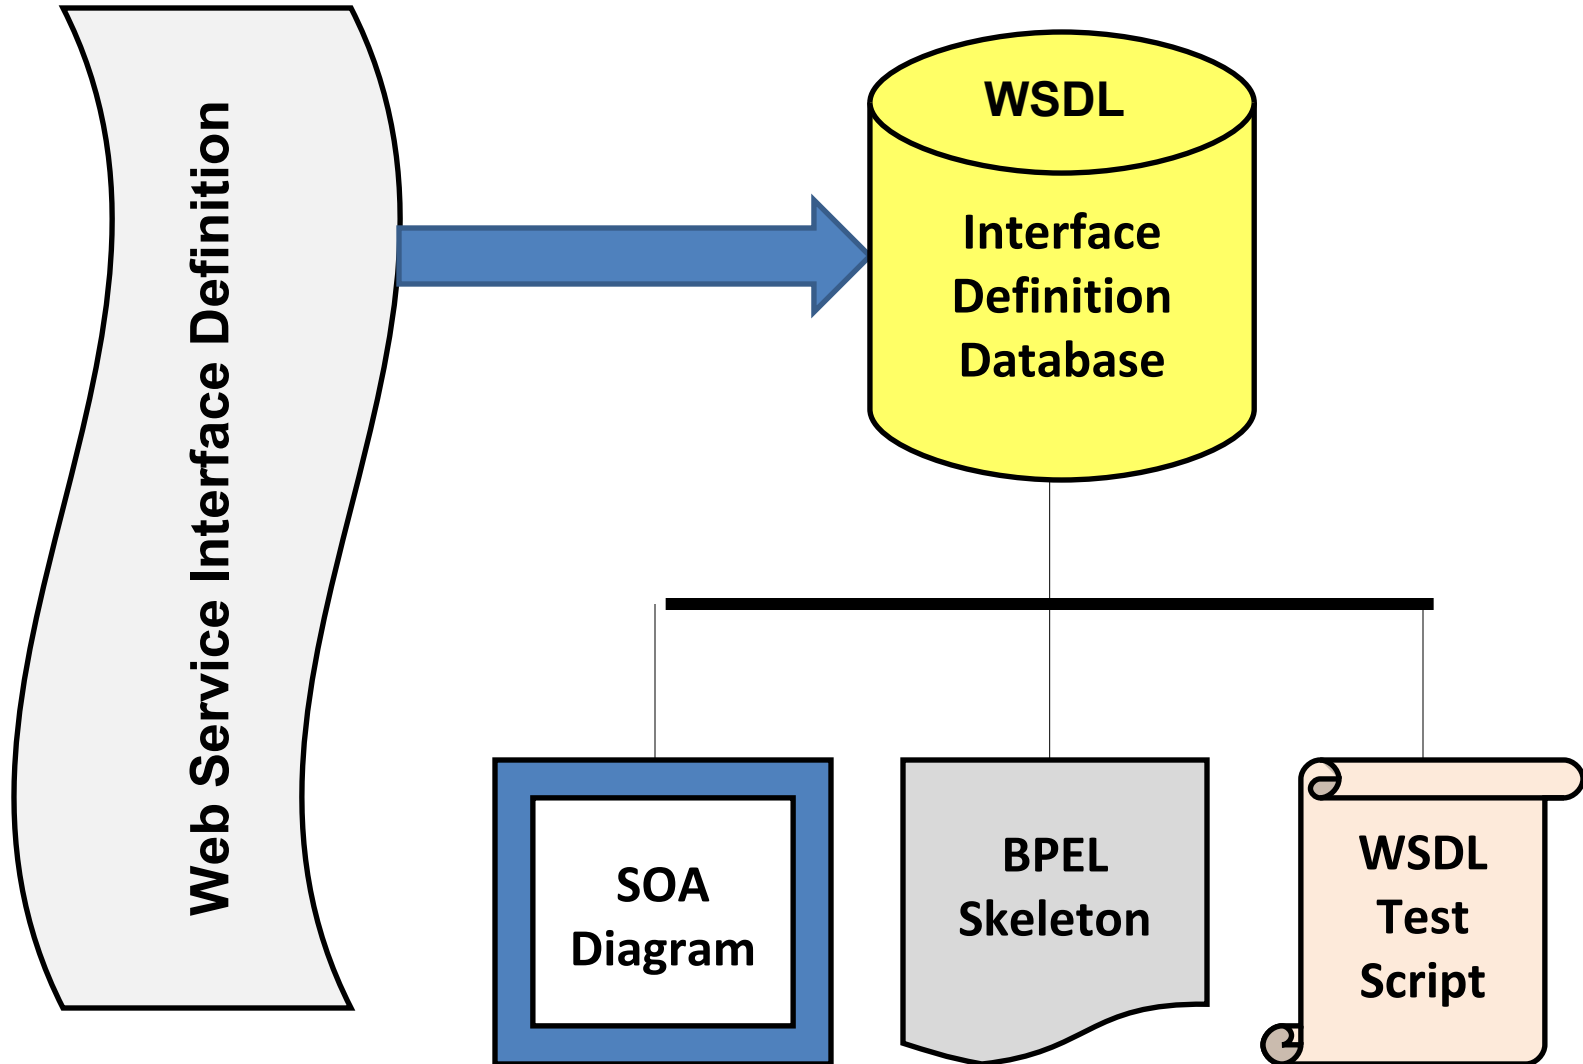 Web Service Interface Definition
WSDL
Interface
Definition
Database
SOA
Diagram
BPEL
Skeleton
WSDL
Test
Script